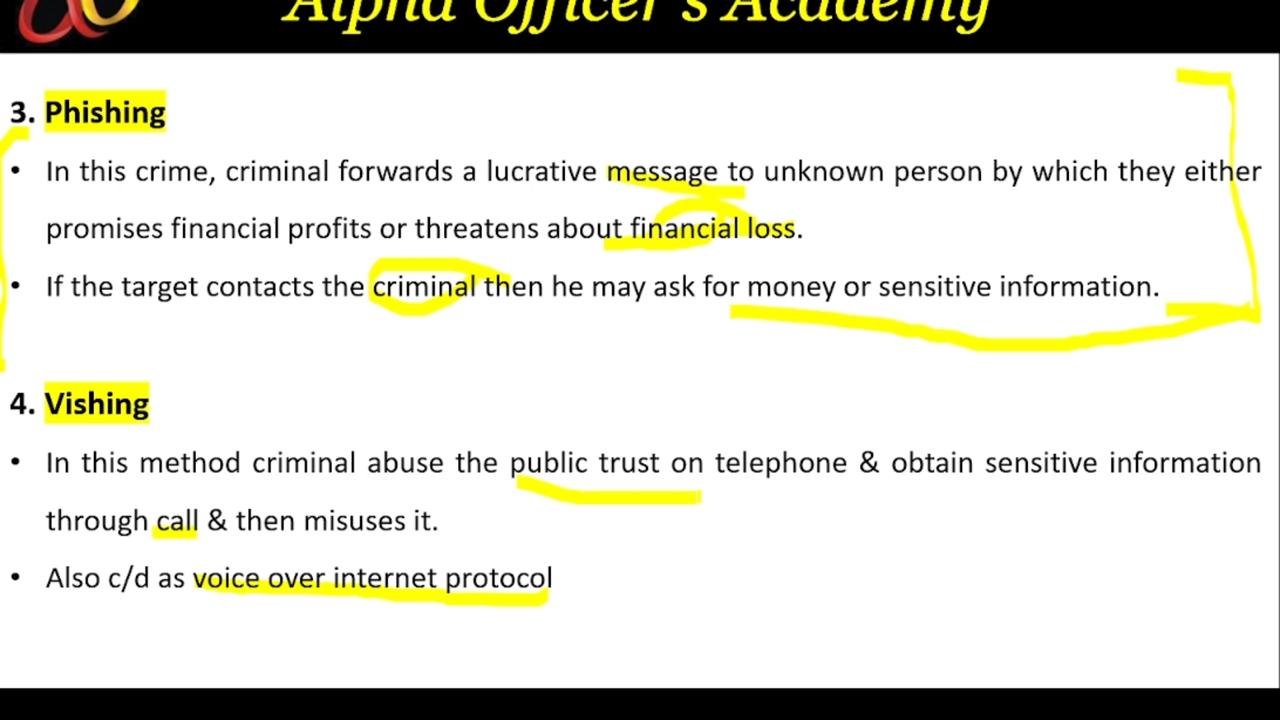 Alpha Officer's Academy
3. Phishing
• In this crime, criminal forwards a lucrative message to unknown person by which they either
promises financial profits or threatens about financial loss.
• If the target contacts the criminal then he may ask for money or sensitive information.
4. Vishing
• In this method criminal abuse the public trust on telephone & obtain sensitive information
through call & then misuses it.
• Also c/d as voice over internet protocol